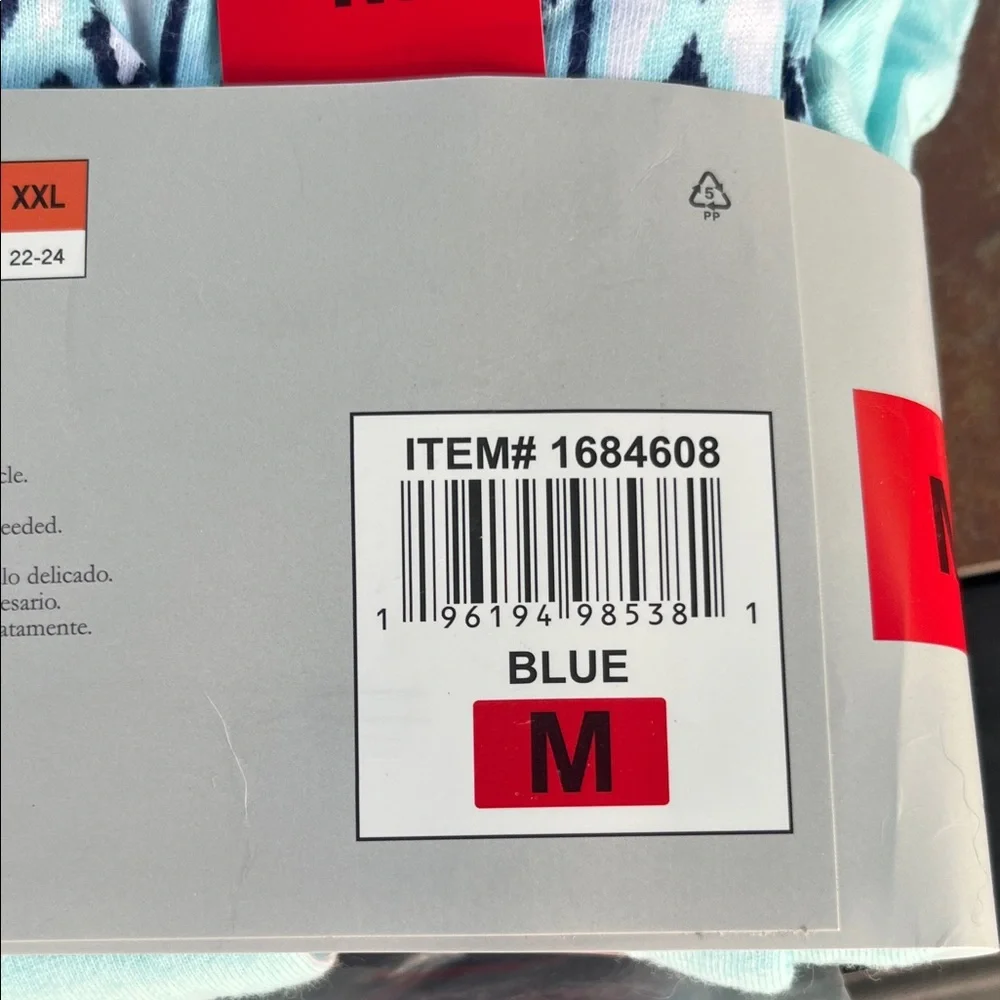 XXL
22-24
5
PP
cle.
eeded.
lo delicado.
esario.
atamente.
ITEM# 1684608
1 96194 98538 1
BLUE
M
M